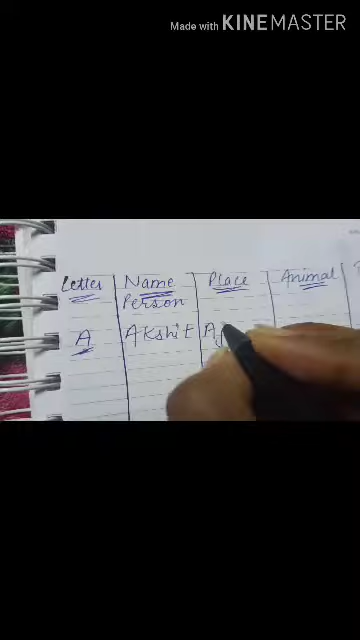 Made with KINEMASTER
Letter Name Place Animal
Person
A Akshit A